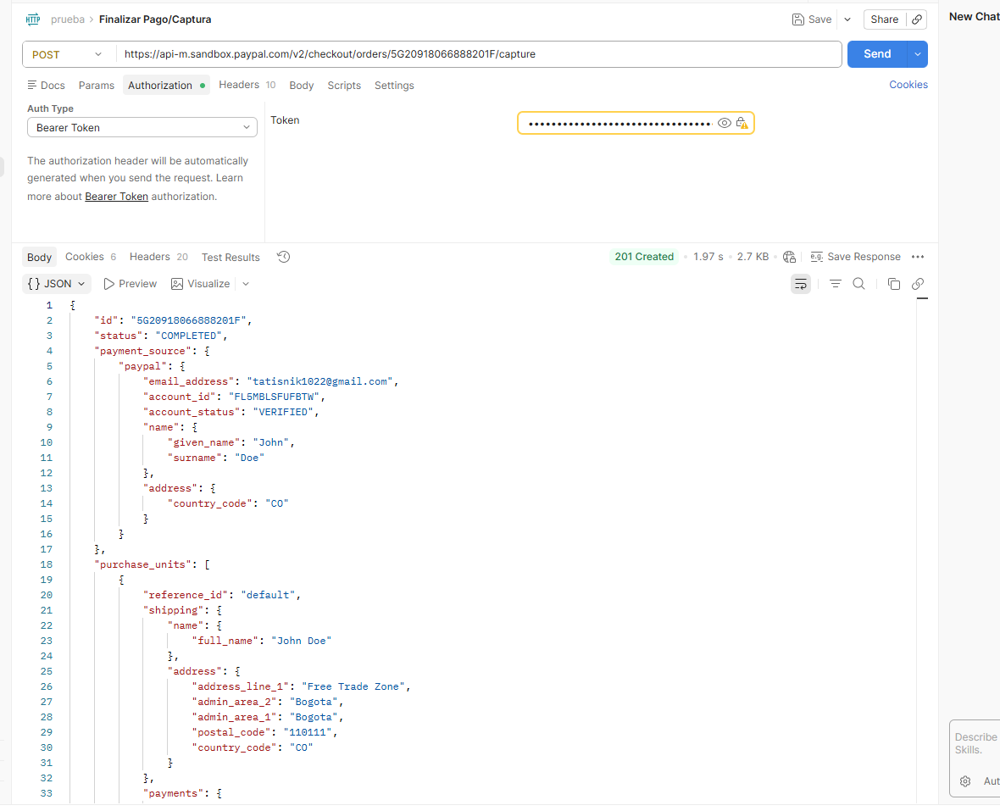 HTTP prueba > Finalizar Pago/Captura Save Share New Chat
POST https://api-m.sandbox.paypal.com/v2/checkout/orders/5G20918066888201F/capture Send
Docs Params Authorization Headers 10 Body Scripts Settings Cookies
Auth Type
Bearer Token
Token
The authorization header will be automatically
generated when you send the request. Learn
more about Bearer Token authorization.
Body Cookies 6 Headers 20 Test Results 201 Created • 1.97 s • 2.7 KB • e.g. Save Response
{} JSON Preview Visualize
1 {
2 "id": "5G20918066888201F",
3 "status": "COMPLETED",
4 "payment_source": {
5 "paypal": {
6 "email_address": "tatisnik1022@gmail.com",
7 "account_id": "FL5MBLSFUFBTW",
8 "account_status": "VERIFIED",
9 "name": {
10 "given_name": "John",
11 "surname": "Doe"
12 },
13 "address": {
14 "country_code": "CO"
15 }
16 }
17 },
18 "purchase_units": [
19 {
20 "reference_id": "default",
21 "shipping": {
22 "name": {
23 "full_name": "John Doe"
24 },
25 "address": {
26 "address_line_1": "Free Trade Zone",
27 "admin_area_2": "Bogota",
28 "admin_area_1": "Bogota",
29 "postal_code": "110111",
30 "country_code": "CO"
31 }
32 },
33 "payments": {
Describe
Skills.
Aut